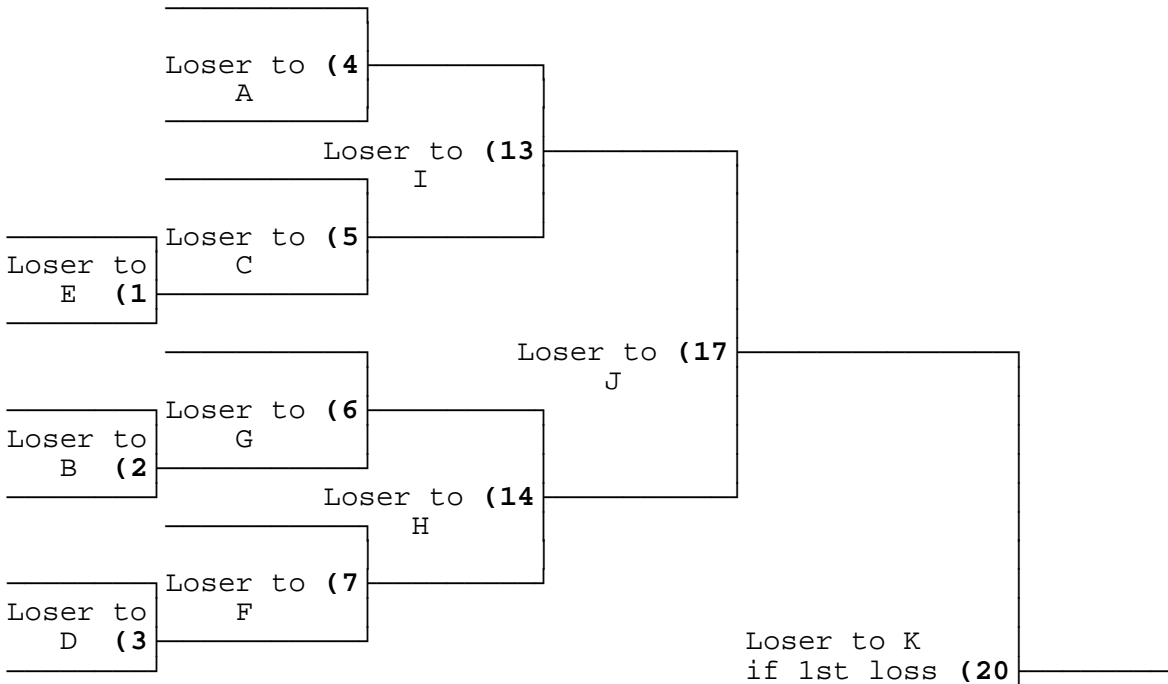 Loser to (4
A
Loser to (13
I
Loser to (5
C
Loser to
E (1
Loser to (17
J
Loser to (6
G
Loser to
B (2
Loser to (14
H
Loser to (7
F
Loser to
D (3
Loser to K
if 1st loss (20